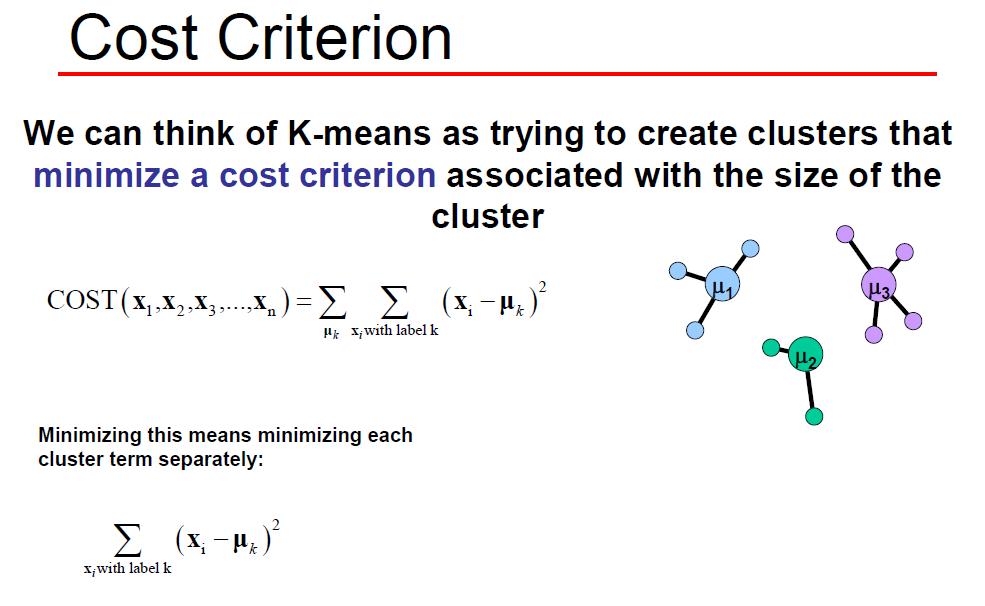 Cost Criterion
We can think of K-means as trying to create clusters that
minimize a cost criterion associated with the size of the
cluster
COST(x₁,x₂,x₃,...,xₙ) = ∑ ∑ (xᵢ − μₖ)²
μₖ xᵢ with label k
μ₁
μ₃
μ₂
Minimizing this means minimizing each
cluster term separately:
∑ (xᵢ − μₖ)²
xᵢ with label k